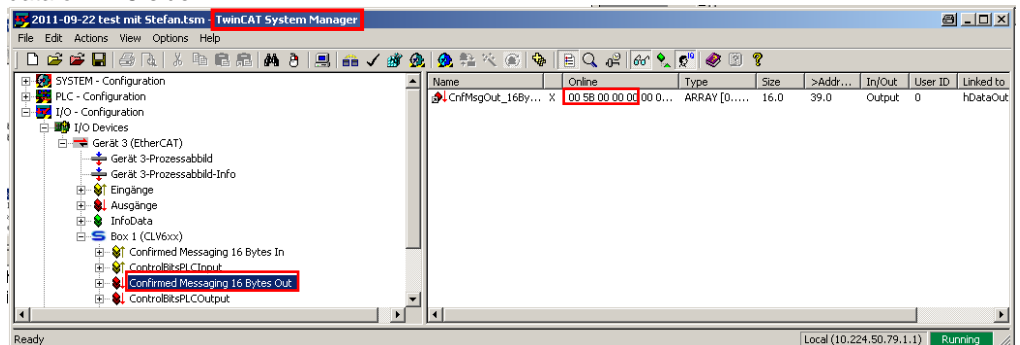 2011-09-22 test mit Stefan.tsm - TwinCAT System Manager
File Edit Actions View Options Help
SYSTEM - Configuration
PLC - Configuration
I/O - Configuration
I/O Devices
Gerät 3 (EtherCAT)
Gerät 3-Prozessabbild
Gerät 3-Prozessabbild-Info
Eingänge
Ausgänge
InfoData
Box 1 (CLV6xx)
Confirmed Messaging 16 Bytes In
ControlBitsPLCInput
Confirmed Messaging 16 Bytes Out
ControlBitsPLCOutput
Name Online Type Size >Addr... In/Out User ID Linked to
CnfMsgOut_16By... X 00 5B 00 00 00 00 0... ARRAY [0..... 16.0 39.0 Output 0 hDataOut
Ready Local (10.224.50.79.1.1) Running